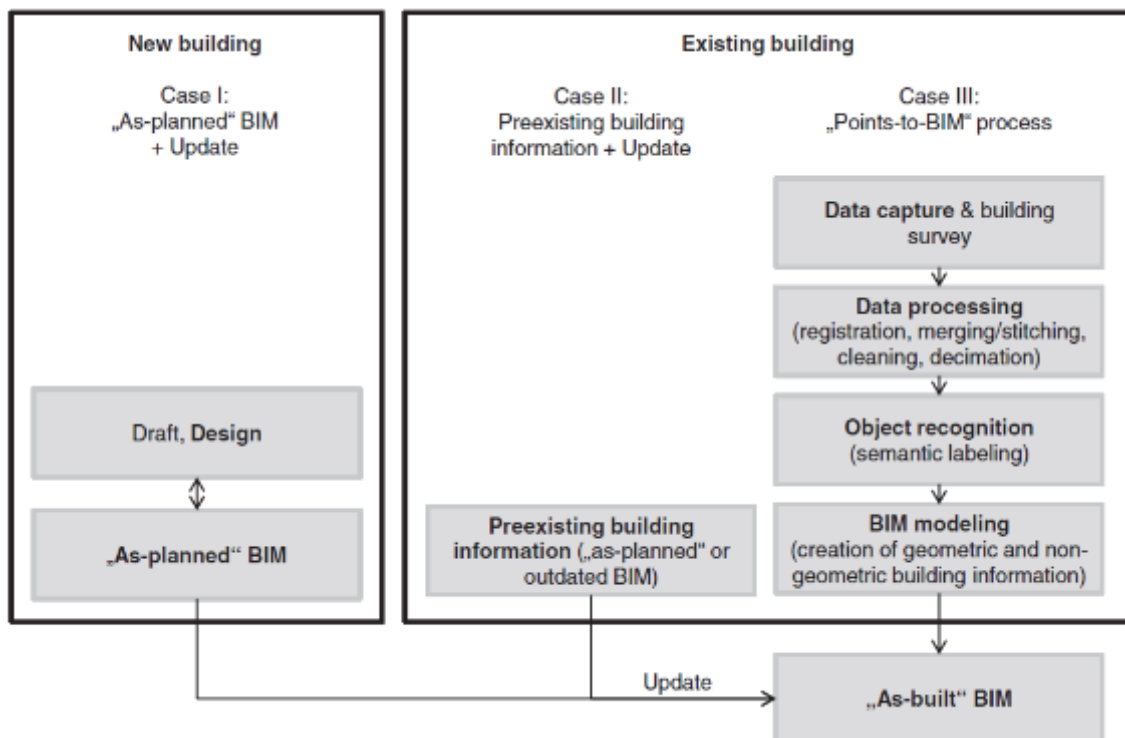 New building
Case I:
„As-planned“ BIM
+ Update
Draft, Design
„As-planned“ BIM
Existing building
Case II:
Preexisting building
information + Update
Preexisting building
information („as-planned“ or
outdated BIM)
Case III:
„Points-to-BIM“ process
Data capture & building
survey
Data processing
(registration, merging/stitching,
cleaning, decimation)
Object recognition
(semantic labeling)
BIM modeling
(creation of geometric and non-
geometric building information)
Update
„As-built“ BIM